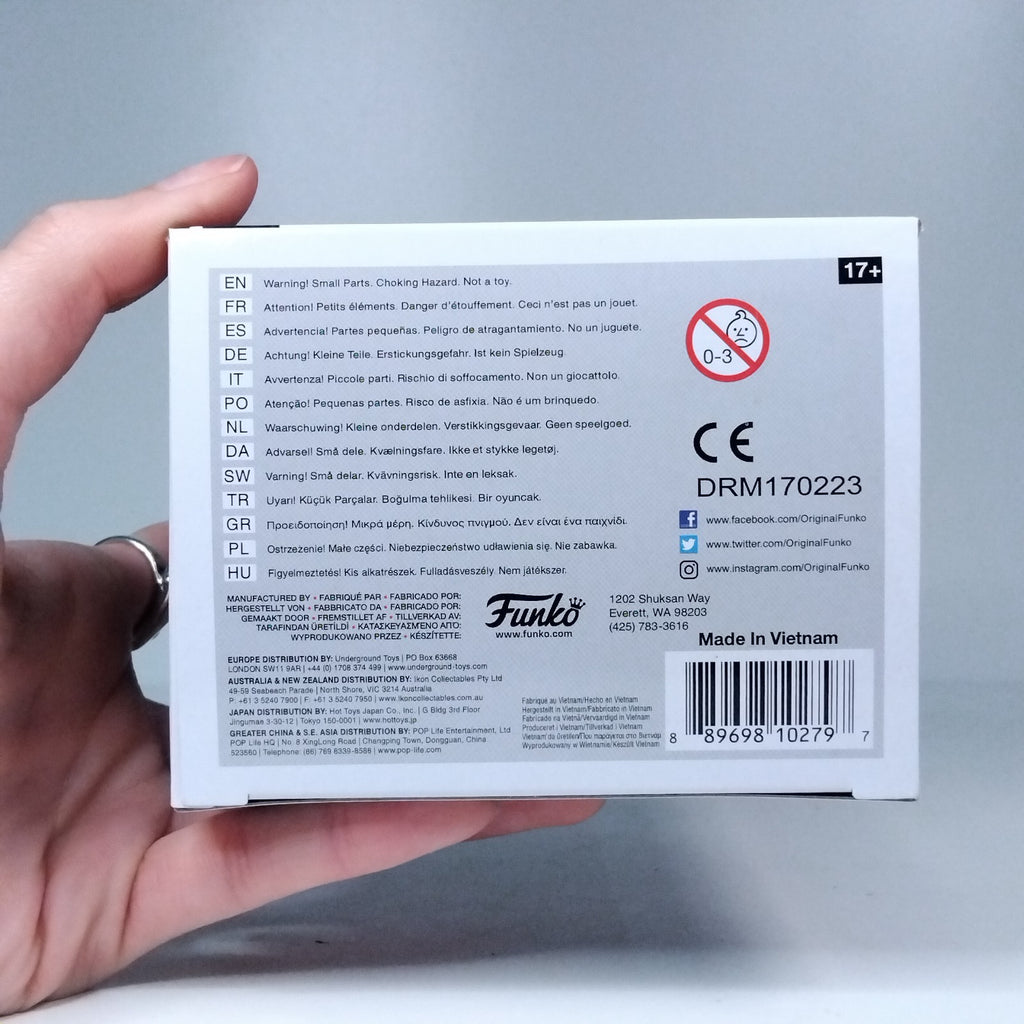 17+
EN Warning! Small Parts. Choking Hazard. Not a toy.
FR Attention! Petits éléments. Danger d'étouffement. Ceci n'est pas un jouet.
ES Advertencia! Partes pequeñas. Peligro de atragantamiento. No un juguete.
DE Achtung! Kleine Teile. Erstickungsgefahr. Ist kein Spielzeug.
IT Avvertenza! Piccole parti. Rischio di soffocamento. Non un giocattolo.
PO Atenção! Pequenas partes. Risco de asfixia. Não é um brinquedo.
NL Waarschuwing! Kleine onderdelen. Verstikkingsgevaar. Geen speelgoed.
DA Advarsel! Små dele. Kvælningsfare. Ikke et stykke legetøj.
SW Varning! Små delar. Kvävningsrisk. Inte en leksak.
TR Uyarı! Küçük Parçalar. Boğulma tehlikesi. Bir oyuncak.
GR Προειδοποίηση! Μικρά μέρη. Κίνδυνος πνιγμού. Δεν είναι ένα παιχνίδι.
PL Ostrzeżenie! Małe części. Niebezpieczeństwo udławienia się. Nie zabawka.
HU Figyelmeztetés! Kis alkatrészek. Fulladásveszély. Nem játékszer.
0-3
CE
DRM170223
www.facebook.com/OriginalFunko
www.twitter.com/OriginalFunko
www.instagram.com/OriginalFunko
MANUFACTURED BY • FABRIQUÉ PAR • FABRICADO POR:
HERGESTELLT VON • FABBRICATO DA • FABRICADO POR:
GEMAAKT DOOR • FREMSTILLET AF • TILLVERKAD AV:
TARAFINDAN ÜRETİLDİ • ΚΑΤΑΣΚΕΥΑΣΜΕΝΟ ΑΠΟ:
WYPRODUKOWANO PRZEZ • KÉSZÍTETTE:
Funko
www.funko.com
1202 Shuksan Way
Everett, WA 98203
(425) 783-3616
Made In Vietnam
EUROPE DISTRIBUTION BY: Underground Toys | PO Box 63668
LONDON SW11 9AR | +44 (0) 1708 374 499 | www.underground-toys.com
AUSTRALIA & NEW ZEALAND DISTRIBUTION BY: Ikon Collectables Pty Ltd
49-59 Seabeach Parade | North Shore, VIC 3214 Australia
P: +61 3 5240 7900 | F: +61 3 5240 7950 | www.ikoncollectables.com.au
JAPAN DISTRIBUTION BY: Hot Toys Japan Co., Inc. | G Bldg 3rd Floor
Jingumae 3-30-12 | Tokyo 150-0001 | www.hottoys.jp
GREATER CHINA & S.E. ASIA DISTRIBUTION BY: POP Life Entertainment, Ltd
POP Life HQ | No. 8 XingLong Road | Changping Town, Dongguan, China
523560 | Telephone: (86) 769 8339-8586 | www.pop-life.com
Fabriqué au Vietnam/Hecho en Vietnam
Hergestellt in Vietnam/Fabbricato in Vietnam
Fabricado na Vietnã/Vervaardigd in Vietnam
Produceret i Vietnam/Tillverkad i Vietnam
Vietnam'da üretilen/Που παράγεται στο Βιετνάμ
Wyprodukowany w Wietnamie/Készült Vietnam
8 89698 10279 7